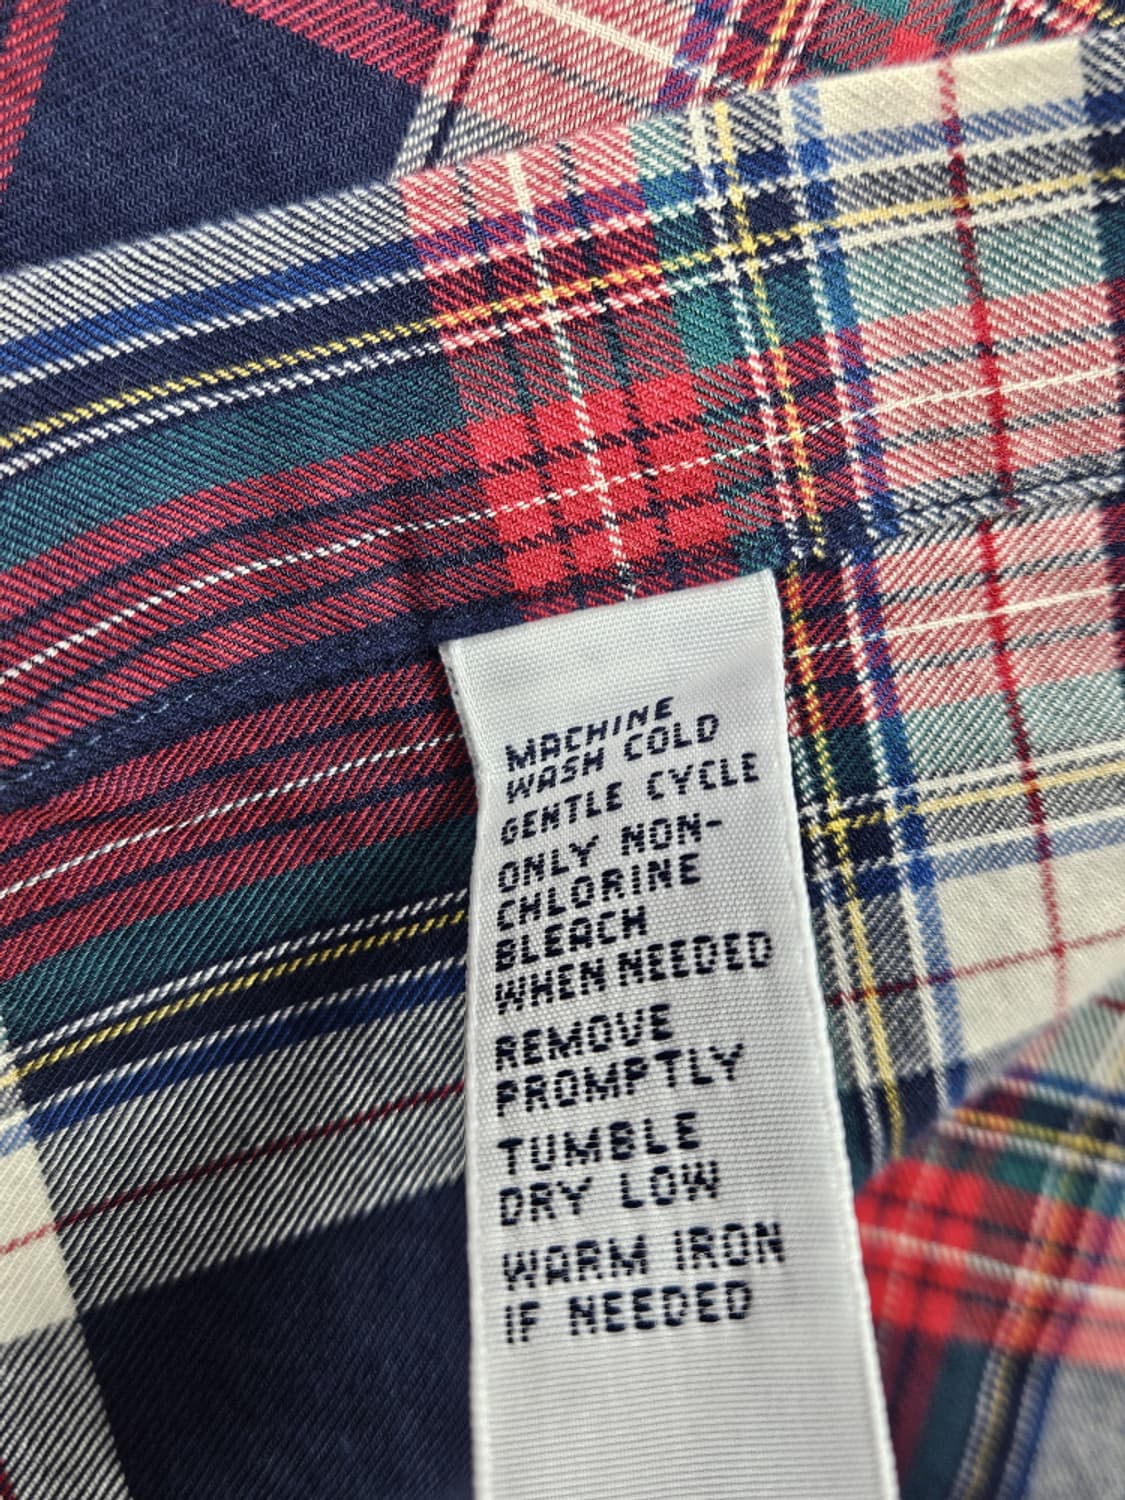 MACHINE
WASH COLD
GENTLE CYCLE
ONLY NON-
CHLORINE
BLEACH
WHEN NEEDED
REMOVE
PROMPTLY
TUMBLE
DRY LOW
WARM IRON
IF NEEDED